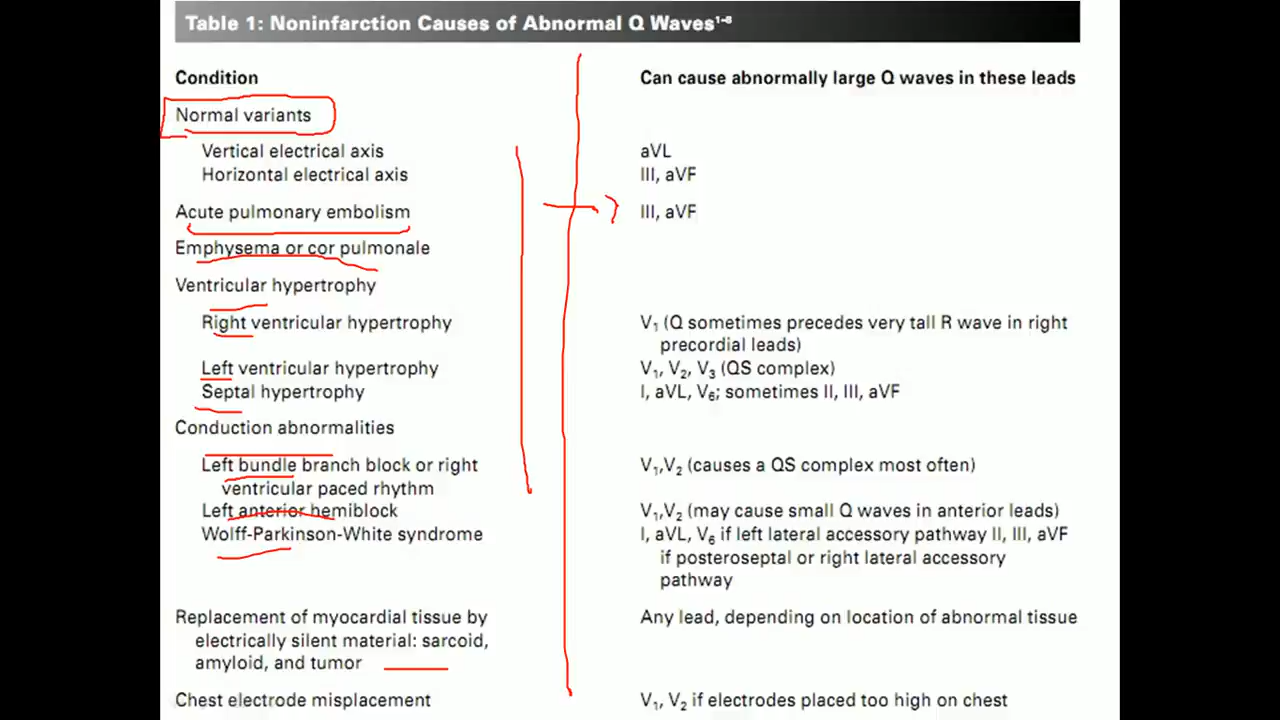 Table 1: Noninfarction Causes of Abnormal Q Waves¹⁻⁸
Condition Can cause abnormally large Q waves in these leads
Normal variants
Vertical electrical axis aVL
Horizontal electrical axis III, aVF
Acute pulmonary embolism III, aVF
Emphysema or cor pulmonale
Ventricular hypertrophy
Right ventricular hypertrophy V₁ (Q sometimes precedes very tall R wave in right
precordial leads)
Left ventricular hypertrophy V₁, V₂, V₃ (QS complex)
Septal hypertrophy I, aVL, V₆; sometimes II, III, aVF
Conduction abnormalities
Left bundle branch block or right V₁,V₂ (causes a QS complex most often)
ventricular paced rhythm
Left anterior hemiblock V₁,V₂ (may cause small Q waves in anterior leads)
Wolff-Parkinson-White syndrome I, aVL, V₆ if left lateral accessory pathway II, III, aVF
if posteroseptal or right lateral accessory
pathway
Replacement of myocardial tissue by Any lead, depending on location of abnormal tissue
electrically silent material: sarcoid,
amyloid, and tumor
Chest electrode misplacement V₁, V₂ if electrodes placed too high on chest